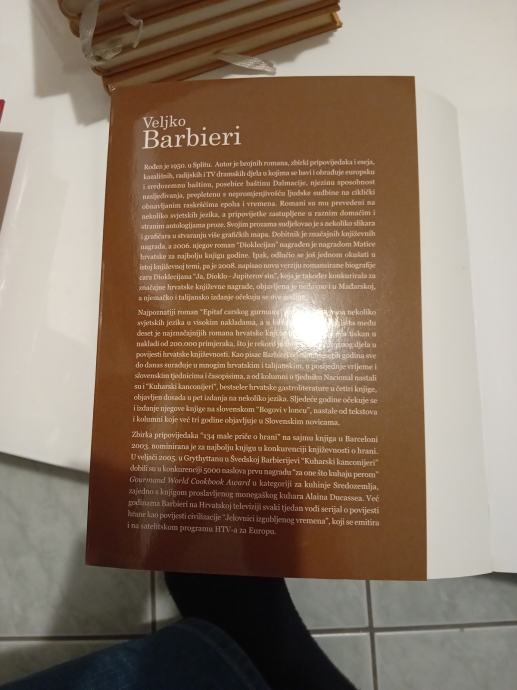 Veljko
Barbieri
Rođen je 1950. u Splitu. Autor je brojnih romana, zbirki pripovijedaka i eseja,
kazališnih, radijskih i TV dramskih djela u kojima se bavi i obrađuje europsku
i sredozemnu baštinu, posebice baštinu Dalmacije, njezinu sposobnost
nasljeđivanja, prepletenu s nepromjenjivošću ljudske sudbine na ciklički
obnavljanim raskršćima epoha i vremena. Romani su mu prevedeni na
nekoliko svjetskih jezika, a pripovijetke zastupljene u raznim domaćim i
stranim antologijama proze. Svojim prozama sudjelovao je s nekoliko slikara
i grafičara u stvaranju više grafičkih mapa. Dobitnik je značajnih književnih
nagrada, a 2006. njegov roman "Dioklecijan" nagrađen je nagradom Matice
hrvatske za najbolju knjigu godine. Ipak, odlučio se još jednom okušati u
istoj književnoj temi, pa je 2008. napisao novu verziju romansirane biografije
cara Dioklecijana "Ja, Dioklo - Jupiterov sin", koja je također konkurirala za
značajne hrvatske književne nagrade, objavljena je nedavno i u Mađarskoj,
a njemačko i talijansko izdanje očekuju se ove godine.
Najpoznatiji roman "Epitaf carskog gurmana" na nekoliko
svjetskih jezika u visokim nakladama, a u među
deset je najznačajnijih romana hrvatske tiskan u
nakladi od 200.000 primjeraka, što je rekord djela u
povijesti hrvatske književnosti. Kao pisac Barbieri godina sve
do danas surađuje u mnogim hrvatskim i talijanskim, u posljednje vrijeme i
slovenskim tjednicima i časopisima, a od kolumni u tjedniku Nacional nastali
su i "Kuharski kanconijeri", bestseler hrvatske gastroliterature u četiri knjige,
objavljen dosada u pet izdanja na nekoliko jezika. Sljedeće godine očekuje se
i izdanje njegove knjige na slovenskom "Bogovi v loncu", nastale od tekstova
i kolumni koje već tri godine objavljuje u Slovenskim novicama.
Zbirka pripovijedaka "134 male priče o hrani" na sajmu knjiga u Barceloni
2003. nominirana je za najbolju knjigu u konkurenciji književnosti o hrani.
U veljači 2005. u Grythyttanu u Švedskoj Barbierijevi "Kuharski kanconijeri"
dobili su u konkurenciji 5000 naslova prvu nagradu "za one što kuhaju perom"
Gourmand World Cookbook Award u kategoriji za kuhinje Sredozemlja,
zajedno s knjigom proslavljenog monegaškog kuhara Alaina Ducassea. Već
godinama Barbieri na Hrvatskoj televiziji svaki tjedan vodi serijal o povijesti
hrane kao povijesti civilizacije "Jelovnici izgubljenog vremena", koji se emitira
i na satelitskom programu HTV-a za Europu.